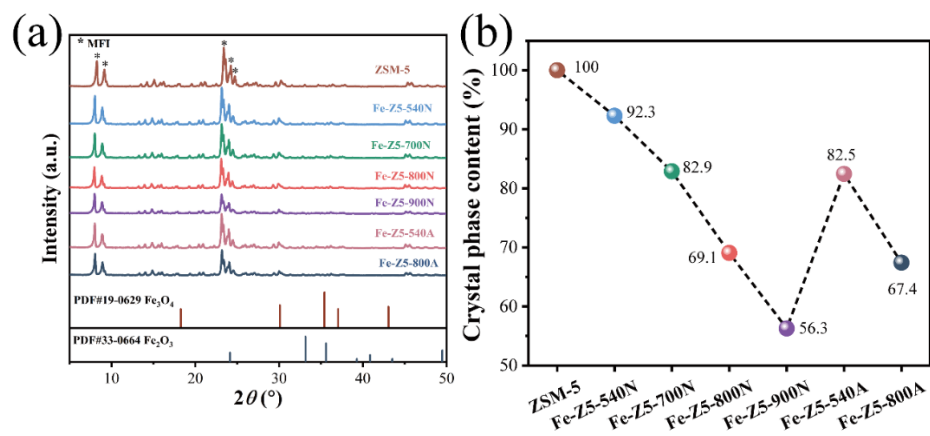 (a)
* MFI
* * * * *
ZSM-5
Fe-Z5-540N
Fe-Z5-700N
Fe-Z5-800N
Fe-Z5-900N
Fe-Z5-540A
Fe-Z5-800A
PDF#19-0629 Fe₃O₄
PDF#33-0664 Fe₂O₃
Intensity (a.u.)
10 20 30 40 50
2θ (°)
(b)
Crystal phase content (%)
100
90
80
70
60
50
100
92.3
82.9
69.1
56.3
82.5
67.4
ZSM-5
Fe-Z5-540N
Fe-Z5-700N
Fe-Z5-800N
Fe-Z5-900N
Fe-Z5-540A
Fe-Z5-800A